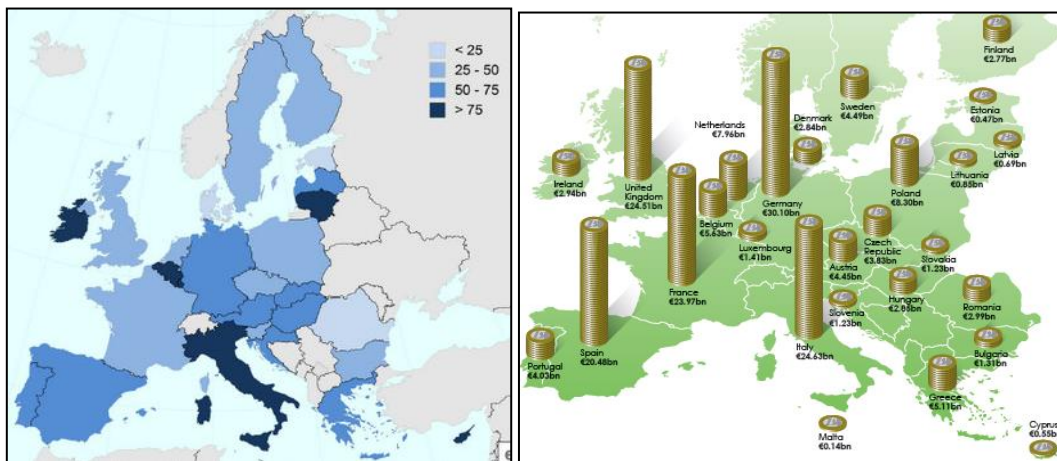 < 25
25 - 50
50 - 75
> 75
Finland
€2.77bn
Sweden
€4.49bn
Estonia
€0.47bn
Netherlands
€7.96bn
Denmark
€2.84bn
Latvia
€0.69bn
Lithuania
€0.85bn
Ireland
€2.94bn
United
Kingdom
€24.51bn
Belgium
€5.63bn
Germany
€30.10bn
Poland
€8.30bn
Luxembourg
€1.41bn
Czech
Republic
€3.83bn
Slovakia
€1.23bn
Austria
€4.45bn
France
€23.97bn
Slovenia
€1.23bn
Hungary
Romania
€2.99bn
Portugal
€4.03bn
Spain
€20.48bn
Italy
€24.63bn
Bulgaria
€1.31bn
Greece
€5.11bn
Malta
€0.14bn
Cyprus
€0.55b